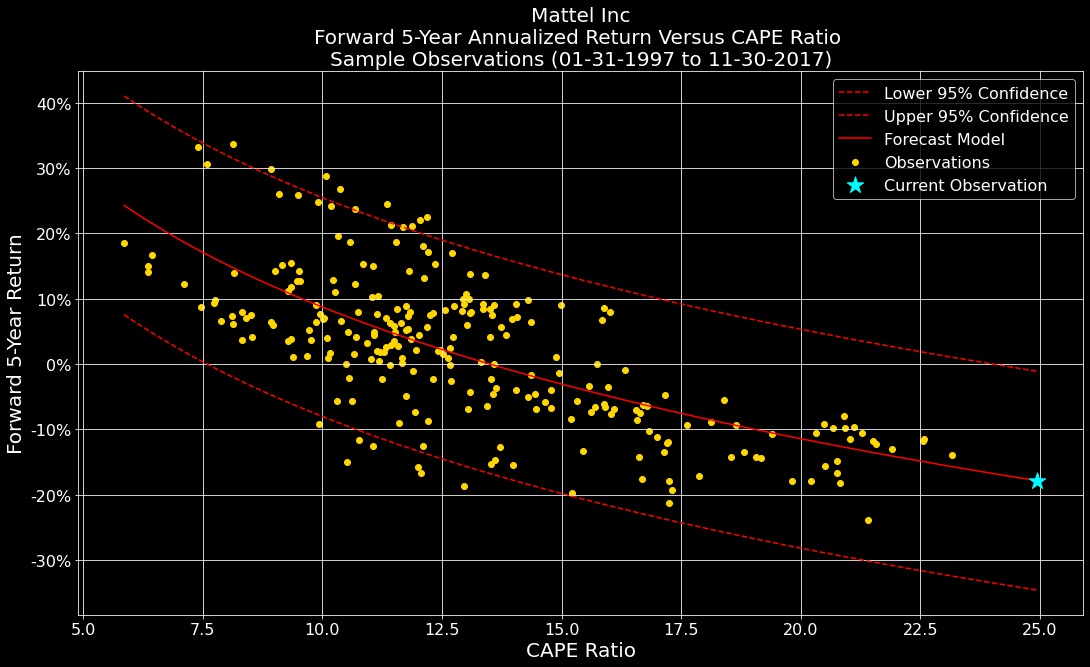 Mattel Inc
Forward 5-Year Annualized Return Versus CAPE Ratio
Sample Observations (01-31-1997 to 11-30-2017)
Lower 95% Confidence
Upper 95% Confidence
Forecast Model
Observations
Current Observation
Forward 5-Year Return
40%
30%
20%
10%
0%
-10%
-20%
-30%
5.0 7.5 10.0 12.5 15.0 17.5 20.0 22.5 25.0
CAPE Ratio